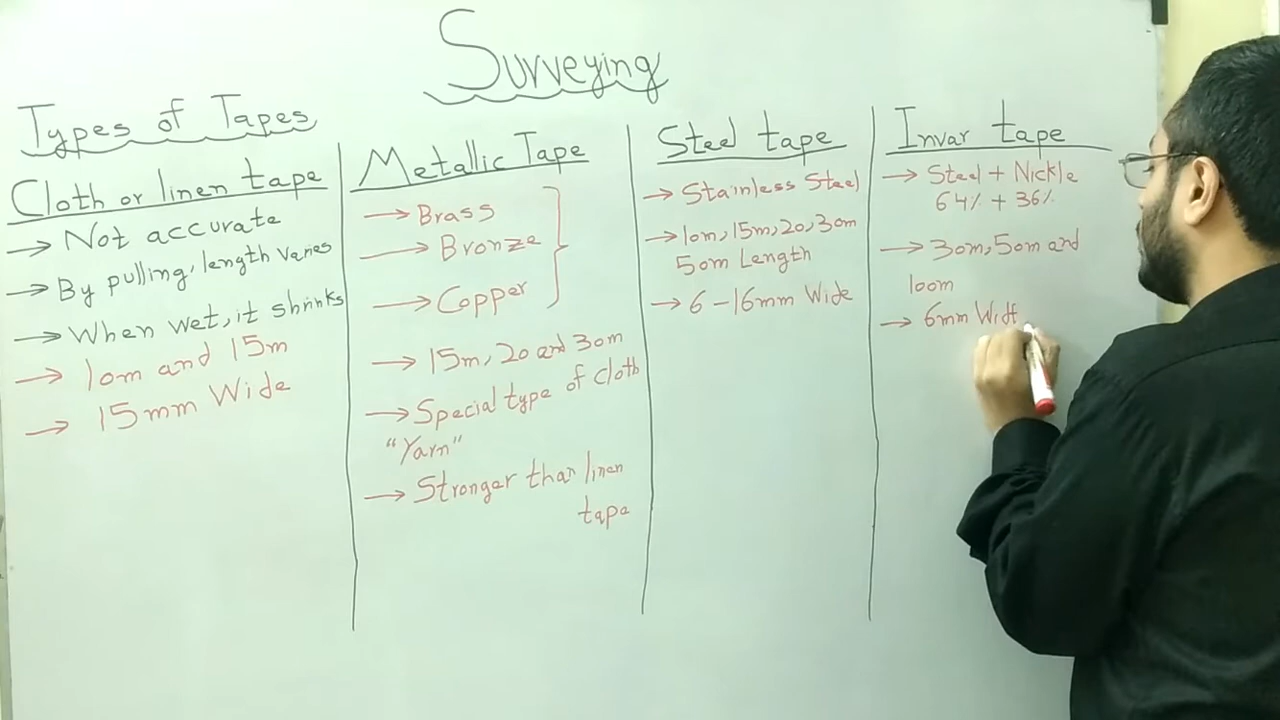 Surveying
Types of Tapes
Cloth or linen tape
→ Not accurate
→ By pulling, length varies
→ When wet, it shrinks
→ 10m and 15m
→ 15mm Wide
Metallic Tape
→ Brass
→ Bronze
→ Copper
→ 15m, 20 and 30m
→ Special type of cloth
"Yarn"
→ Stronger than linen
tape
Steel tape
→ Stainless Steel
→ 10m, 15m, 20, 30m
50m Length
→ 6-16mm Wide
Invar tape
→ Steel + Nickle
64% + 36%
→ 30m, 50m and
100m
→ 6mm Widt